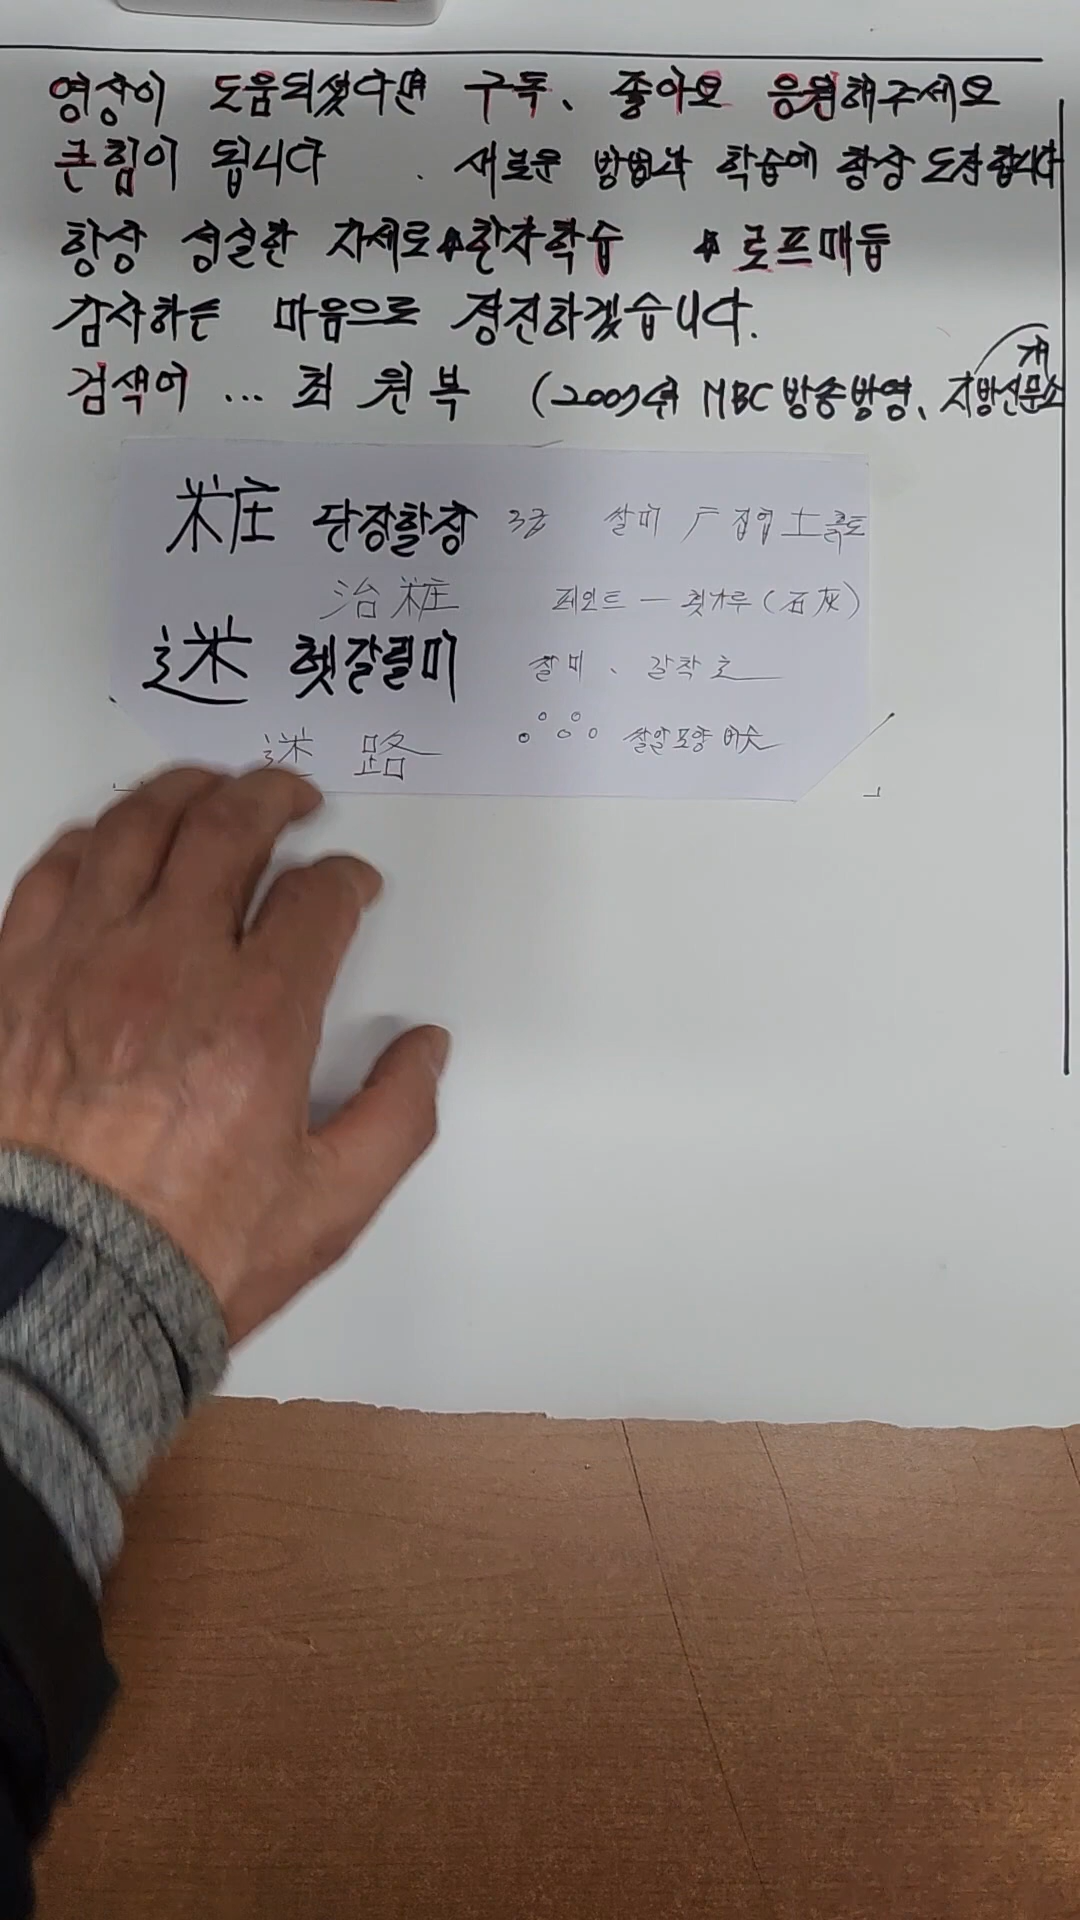 영상이 도움되셨다면 구독、 좋아요 응원해주세요
큰힘이 됩니다 . 새로운 방법과 학습에 항상 도전합니다
항상 성실한 자세로 한자학습 로프매듭
감사하는 마음으로 정진하겠습니다.
검색어 ... 최 원 복 (2009년 MBC 방송방영、 지방신문소개
粧 단장할장 3급 쌀미 广 집엄 土 흙토
治 粧 페인트 ー 횟가루 (石灰)
迷 헷갈릴미 쌀미 、 갈착 辶
迷 路 쌀알모양 비슷